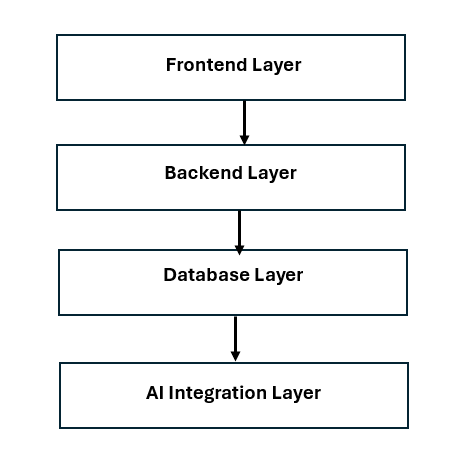 Frontend Layer
Backend Layer
Database Layer
AI Integration Layer